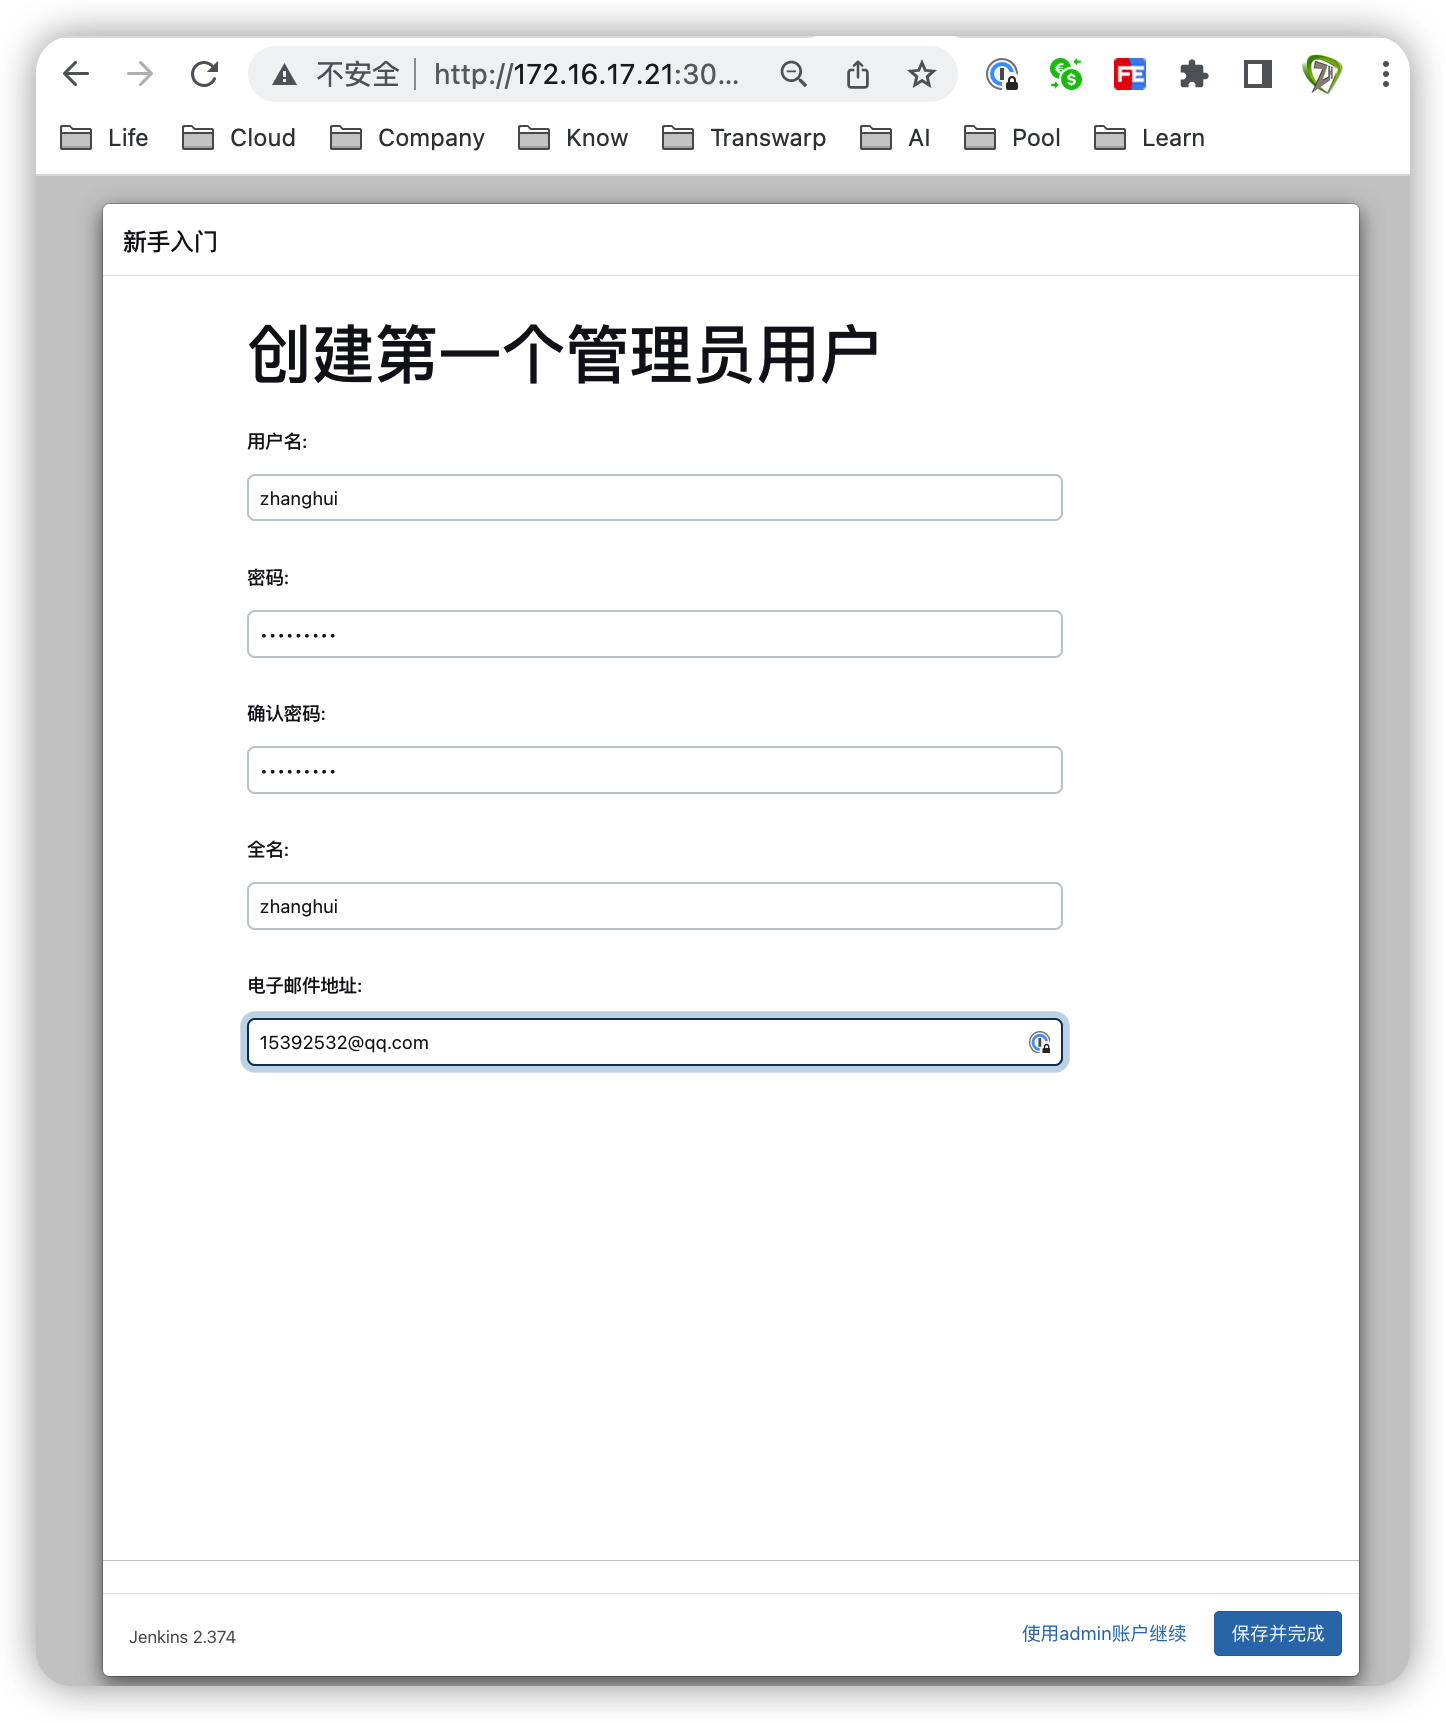 不安全 http://172.16.17.21:30...
Life Cloud Company Know Transwarp AI Pool Learn
新手入门
创建第一个管理员用户
用户名:
zhanghui
密码:
•••••••••
确认密码:
•••••••••
全名:
zhanghui
电子邮件地址:
15392532@qq.com
Jenkins 2.374
使用admin账户继续
保存并完成